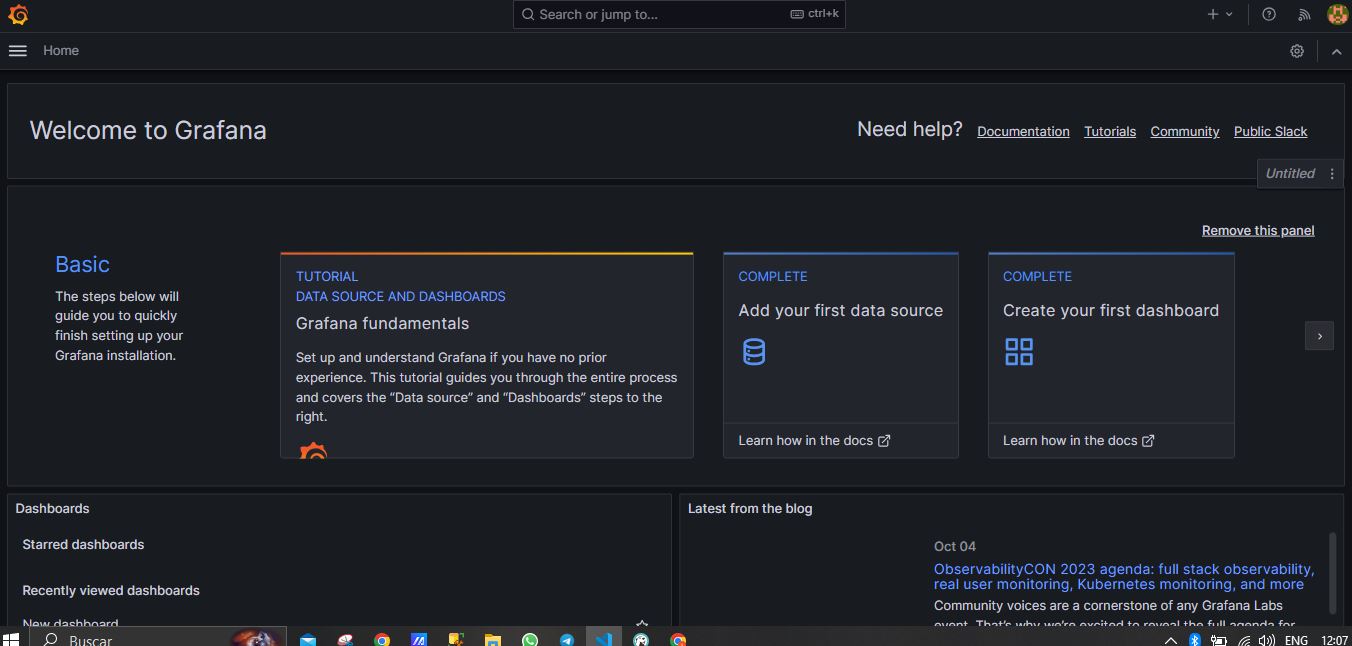 Search or jump to...
ctrl+k
Home
Welcome to Grafana
Need help?
Documentation
Tutorials
Community
Public Slack
Untitled
Remove this panel
Basic
The steps below will
guide you to quickly
finish setting up your
Grafana installation.
TUTORIAL
DATA SOURCE AND DASHBOARDS
Grafana fundamentals
Set up and understand Grafana if you have no prior
experience. This tutorial guides you through the entire process
and covers the “Data source” and “Dashboards” steps to the
right.
COMPLETE
Add your first data source
Learn how in the docs
COMPLETE
Create your first dashboard
Learn how in the docs
Dashboards
Starred dashboards
Recently viewed dashboards
New dashboard
Latest from the blog
Oct 04
ObservabilityCON 2023 agenda: full stack observability,
real user monitoring, Kubernetes monitoring, and more
Community voices are a cornerstone of any Grafana Labs
event. That’s why we’re excited to reveal the full agenda for
Buscar
ENG
12:07